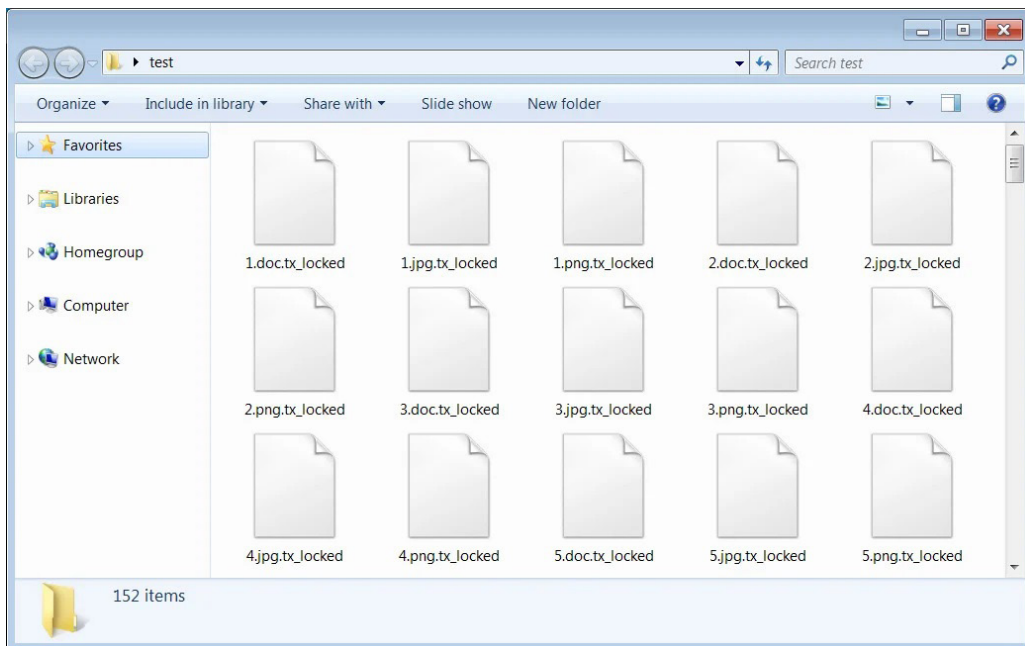 test
Search test
Organize Include in library Share with Slide show New folder
Favorites
Libraries
Homegroup
Computer
Network
1.doc.tx_locked 1.jpg.tx_locked 1.png.tx_locked 2.doc.tx_locked 2.jpg.tx_locked
2.png.tx_locked 3.doc.tx_locked 3.jpg.tx_locked 3.png.tx_locked 4.doc.tx_locked
4.jpg.tx_locked 4.png.tx_locked 5.doc.tx_locked 5.jpg.tx_locked 5.png.tx_locked
152 items